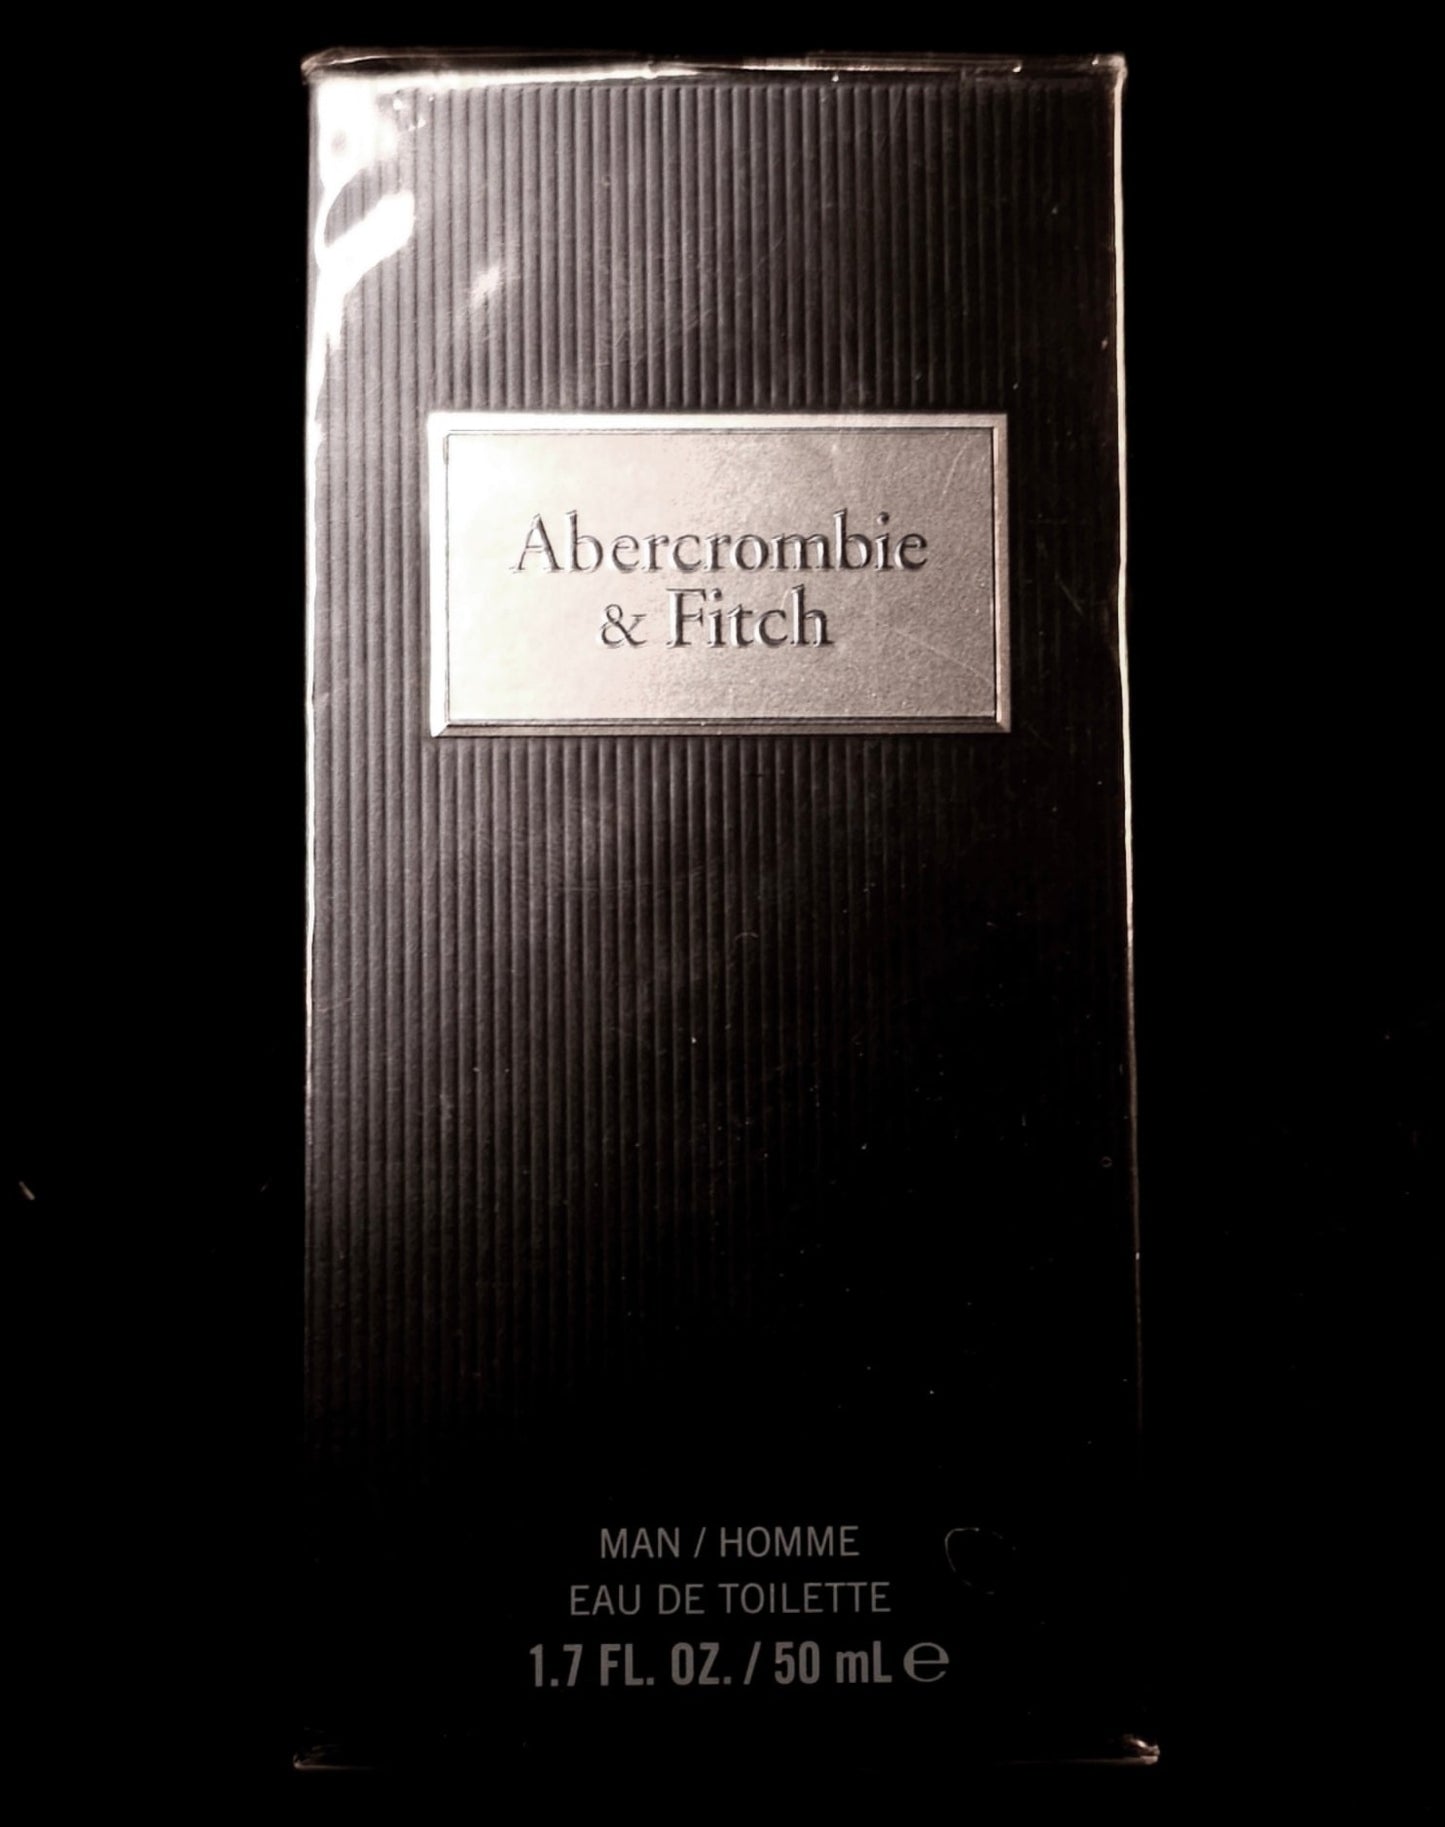 Abercrombie
& Fitch
MAN / HOMME
EAU DE TOILETTE
1.7 FL. OZ. / 50 mL ℮